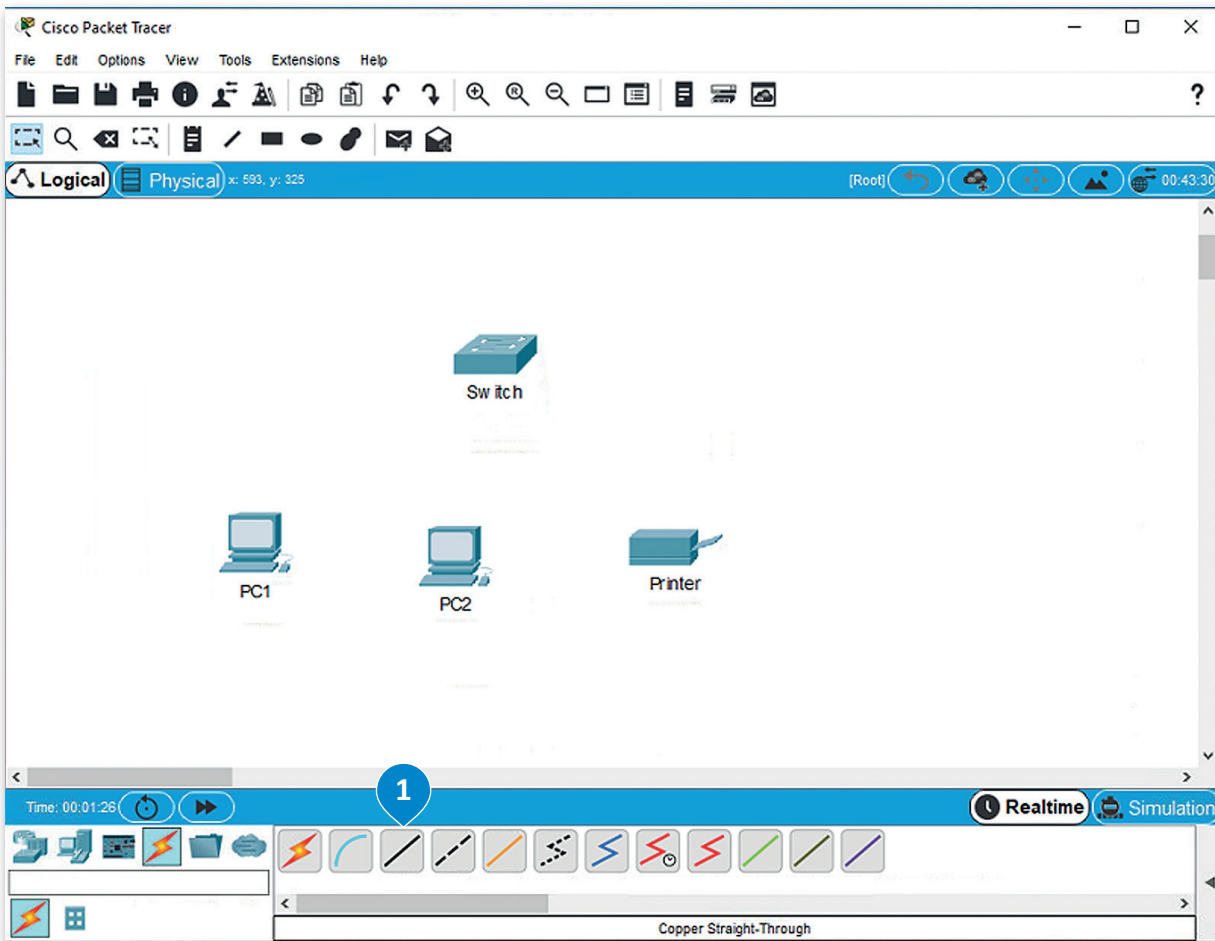 Cisco Packet Tracer
File Edit Options View Tools Extensions Help
?
Logical Physical x: 593, y: 325 [Root] 00:43:30
Switch
PC1
PC2
Printer
1
Time: 00:01:26 Realtime Simulation
Copper Straight-Through